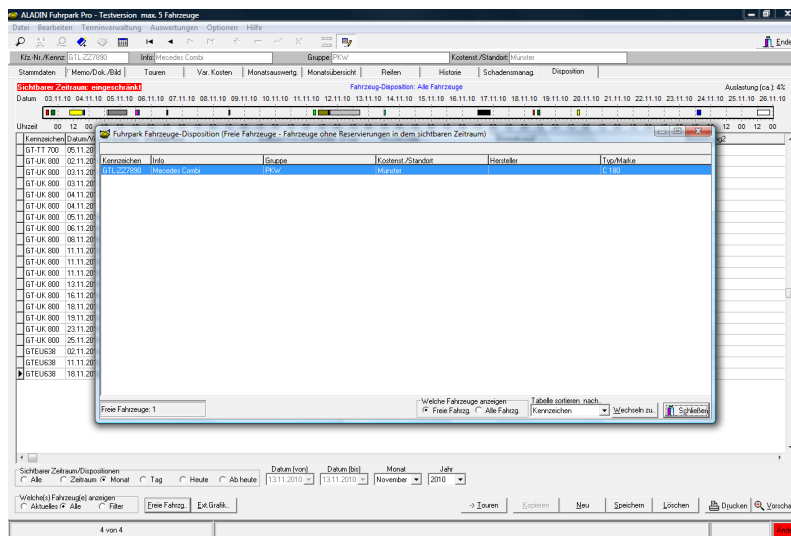 ALADIN Fuhrpark Pro - Testversion max. 5 Fahrzeuge
Datei Bearbeiten Terminverwaltung Auswertungen Optionen Hilfe
Ende
Kfz.-Nr./Kennz GTL-ZZ7890 Info: Mecedes Combi Gruppe: PKW Kostenst./Standort: Münster
Stammdaten Memo/Dok./Bild Touren Var. Kosten Monatsauswertg. Monatsübersicht Reifen Historie Schadensmanag. Disposition
Sichtbarer Zeitraum: eingeschränkt Fahrzeug-Disposition: Alle Fahrzeuge Auslastung (ca.): 4%
Datum 03.11.10 04.11.10 05.11.10 06.11.10 07.11.10 08.11.10 09.11.10 10.11.10 11.11.10 12.11.10 13.11.10 14.11.10 15.11.10 16.11.10 17.11.10 18.11.10 19.11.10 20.11.10 21.11.10 22.11.10 23.11.10 24.11.10 25.11.10 26.11.10
Uhrzeit 00 12 00 12 00 12 00
Kennzeichen Datum/V
GT-TT 700 05.11.20
GT-UK 800 02.11.20
GT-UK 800 03.11.20
GT-UK 800 03.11.20
GT-UK 800 04.11.20
GT-UK 800 04.11.20
GT-UK 800 05.11.20
GT-UK 800 06.11.20
GT-UK 800 08.11.20
GT-UK 800 11.11.20
GT-UK 800 11.11.20
GT-UK 800 11.11.20
GT-UK 800 13.11.20
GT-UK 800 16.11.20
GT-UK 800 18.11.20
GT-UK 800 19.11.20
GT-UK 800 23.11.20
GT-UK 800 25.11.20
GTEU638 02.11.20
GTEU638 11.11.20
GTEU638 18.11.20
Fuhrpark Fahrzeuge-Disposition (Freie Fahrzeuge - Fahrzeuge ohne Reservierungen in dem sichtbaren Zeitraum)
Kennzeichen Info Gruppe Kostenst./Standort Hersteller Typ/Marke
GTL-ZZ7890 Mecedes Combi PKW Münster C 180
Freie Fahrzeuge: 1
Welche Fahrzeuge anzeigen
Freie Fahrzg. Alle Fahrzg.
Tabelle sortieren nach..
Kennzeichen
Wechseln zu.. Schließen
Sichtbarer Zeitraum/Dispositionen
Alle Zeitraum Monat Tag Heute Ab heute
Datum (von) Datum (bis) Monat Jahr
13.11.2010 13.11.2010 November 2010
Welche(s) Fahrzeug(e) anzeigen
Aktuelles Alle Filter
Freie Fahrzg. Ext.Grafik..
-> Touren Kopieren Neu Speichern Löschen Drucken Vorscha
4 von 4